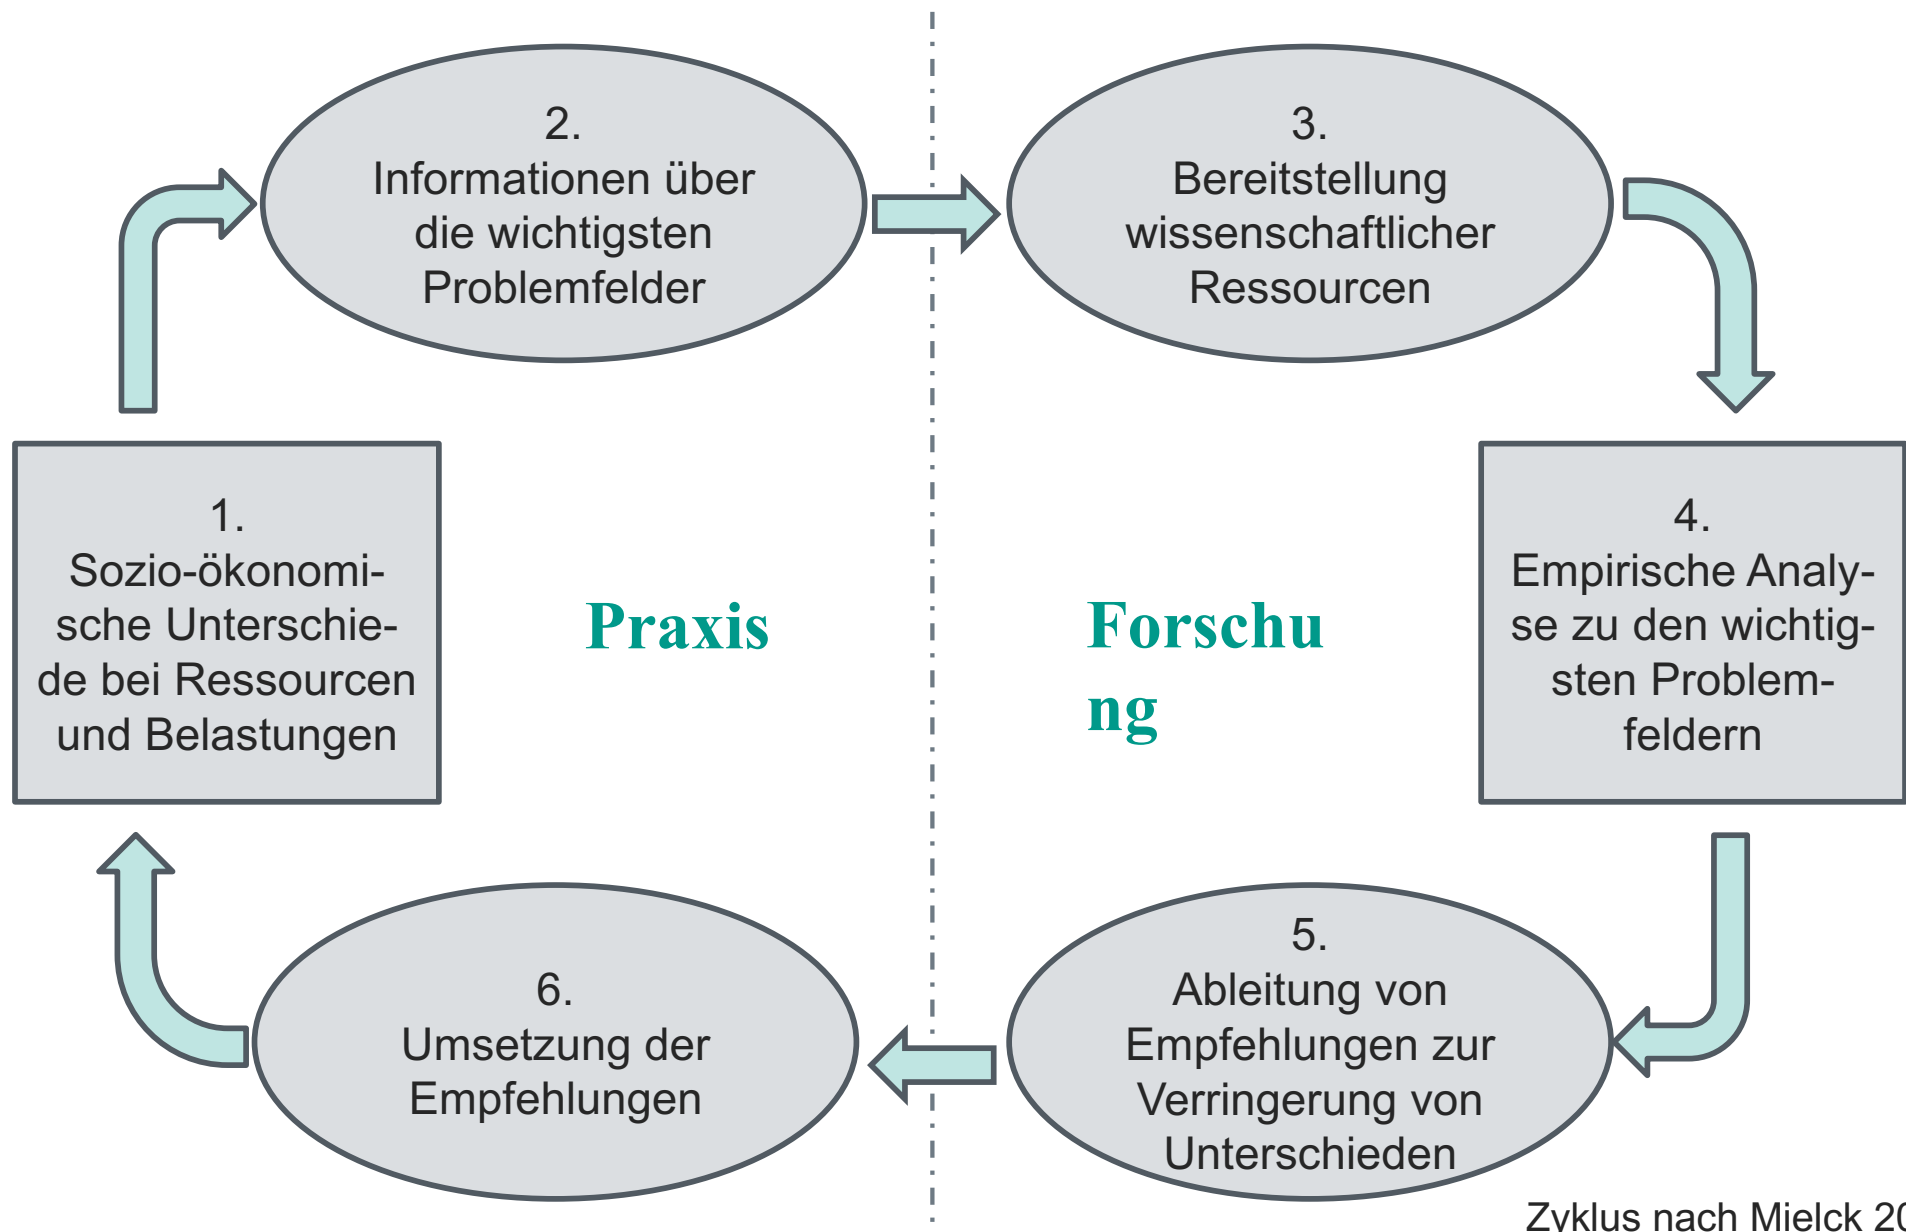 2.
Informationen über
die wichtigsten
Problemfelder
3.
Bereitstellung
wissenschaftlicher
Ressourcen
1.
Sozio-ökonomi-
sche Unterschie-
de bei Ressourcen
und Belastungen
Praxis
Forschu
ng
4.
Empirische Analy-
se zu den wichtig-
sten Problem-
feldern
6.
Umsetzung der
Empfehlungen
5.
Ableitung von
Empfehlungen zur
Verringerung von
Unterschieden
Zyklus nach Mielck 20